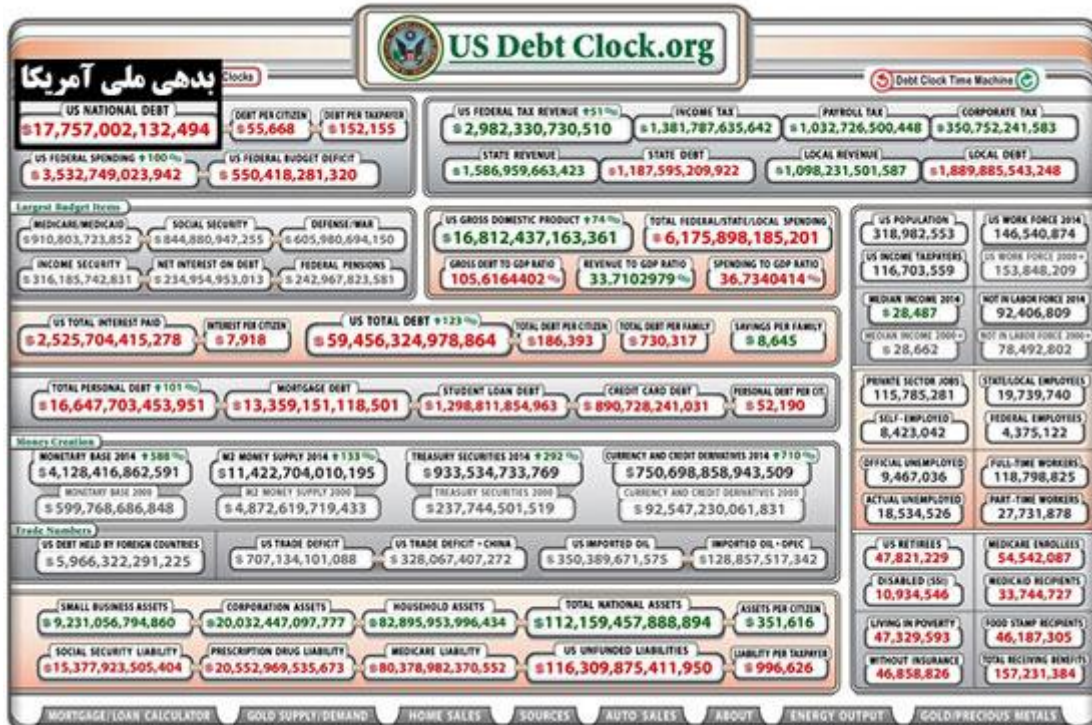 US Debt Clock.org
بدهی ملی آمریکا
Clocks
Debt Clock Time Machine
US NATIONAL DEBT
$17,757,002,132,494
DEBT PER CITIZEN
$55,668
DEBT PER TAXPAYER
$152,155
US FEDERAL SPENDING
$3,532,749,023,942
US FEDERAL BUDGET DEFICIT
$550,418,281,320
US FEDERAL TAX REVENUE
$2,982,330,730,510
INCOME TAX
$1,381,787,635,642
PAYROLL TAX
$1,032,726,500,448
CORPORATE TAX
$350,752,241,583
STATE REVENUE
$1,586,959,663,423
STATE DEBT
$1,187,595,209,922
LOCAL REVENUE
$1,098,231,501,587
LOCAL DEBT
$1,889,885,543,248
Largest Budget Items
MEDICARE/MEDICAID
$910,803,723,852
SOCIAL SECURITY
$844,880,947,255
DEFENSE/WAR
$605,980,694,150
INCOME SECURITY
$316,185,742,831
NET INTEREST ON DEBT
$234,954,953,013
FEDERAL PENSIONS
$242,967,823,581
US GROSS DOMESTIC PRODUCT
$16,812,437,163,361
TOTAL FEDERAL/STATE/LOCAL SPENDING
$6,175,898,185,201
GROSS DEBT TO GDP RATIO
105.6164402
REVENUE TO GDP RATIO
33.7102979
SPENDING TO GDP RATIO
36.7340414
US POPULATION
318,982,553
US WORK FORCE 2014
146,540,874
US INCOME TAXPAYERS
116,703,559
US WORK FORCE 2000
153,848,209
MEDIAN INCOME 2014
$28,487
NOT IN LABOR FORCE 2014
92,406,809
MEDIAN INCOME 2000
$28,662
NOT IN LABOR FORCE 2000
78,492,802
US TOTAL INTEREST PAID
$2,525,704,415,278
INTEREST PER CITIZEN
$7,918
US TOTAL DEBT
$59,456,324,978,864
TOTAL DEBT PER CITIZEN
$186,393
TOTAL DEBT PER FAMILY
$730,317
SAVINGS PER FAMILY
$8,645
TOTAL PERSONAL DEBT
$16,647,703,453,951
MORTGAGE DEBT
$13,359,151,118,501
STUDENT LOAN DEBT
$1,298,811,854,963
CREDIT CARD DEBT
$890,728,241,031
PERSONAL DEBT PER CIT.
$52,190
PRIVATE SECTOR JOBS
115,785,281
STATE/LOCAL EMPLOYEES
19,739,740
SELF-EMPLOYED
8,423,042
FEDERAL EMPLOYEES
4,375,122
OFFICIAL UNEMPLOYED
9,467,036
FULL-TIME WORKERS
118,798,825
ACTUAL UNEMPLOYED
18,534,526
PART-TIME WORKERS
27,731,878
Money Creation
MONETARY BASE 2014
$4,128,416,862,591
M2 MONEY SUPPLY 2014
$11,422,704,010,195
TREASURY SECURITIES 2014
$933,534,733,769
CURRENCY AND CREDIT DERIVATIVES 2014
$750,698,858,943,509
MONETARY BASE 2000
$599,768,686,848
M2 MONEY SUPPLY 2000
$4,872,619,719,433
TREASURY SECURITIES 2000
$237,744,501,519
CURRENCY AND CREDIT DERIVATIVES 2000
$92,547,230,061,831
Trade Numbers
US DEBT HELD BY FOREIGN COUNTRIES
$5,966,322,291,225
US TRADE DEFICIT
$707,134,101,088
US TRADE DEFICIT - CHINA
$328,067,407,272
US IMPORTED OIL
$350,389,671,575
IMPORTED OIL - OPEC
$128,857,517,342
US RETIREES
47,821,229
MEDICARE ENROLLEES
54,542,087
DISABLED (SSI)
10,934,546
MEDICAID RECIPIENTS
33,744,727
LIVING IN POVERTY
47,329,593
FOOD STAMP RECIPIENTS
46,187,305
WITHOUT INSURANCE
46,858,826
TOTAL RECEIVING BENEFITS
157,231,384
SMALL BUSINESS ASSETS
$9,231,056,794,860
CORPORATION ASSETS
$20,032,447,097,777
HOUSEHOLD ASSETS
$82,895,953,996,434
TOTAL NATIONAL ASSETS
$112,159,457,888,894
ASSETS PER CITIZEN
$351,616
SOCIAL SECURITY LIABILITY
$15,377,923,505,404
PRESCRIPTION DRUG LIABILITY
$20,552,969,535,673
MEDICARE LIABILITY
$80,378,982,370,552
US UNFUNDED LIABILITIES
$116,309,875,411,950
LIABILITY PER TAXPAYER
$996,626
MORTGAGE/LOAN CALCULATOR
GOLD SUPPLY/DEMAND
HOME SALES
SOURCES
AUTO SALES
ABOUT
ENERGY OUTPUT
GOLD/PRECIOUS METALS